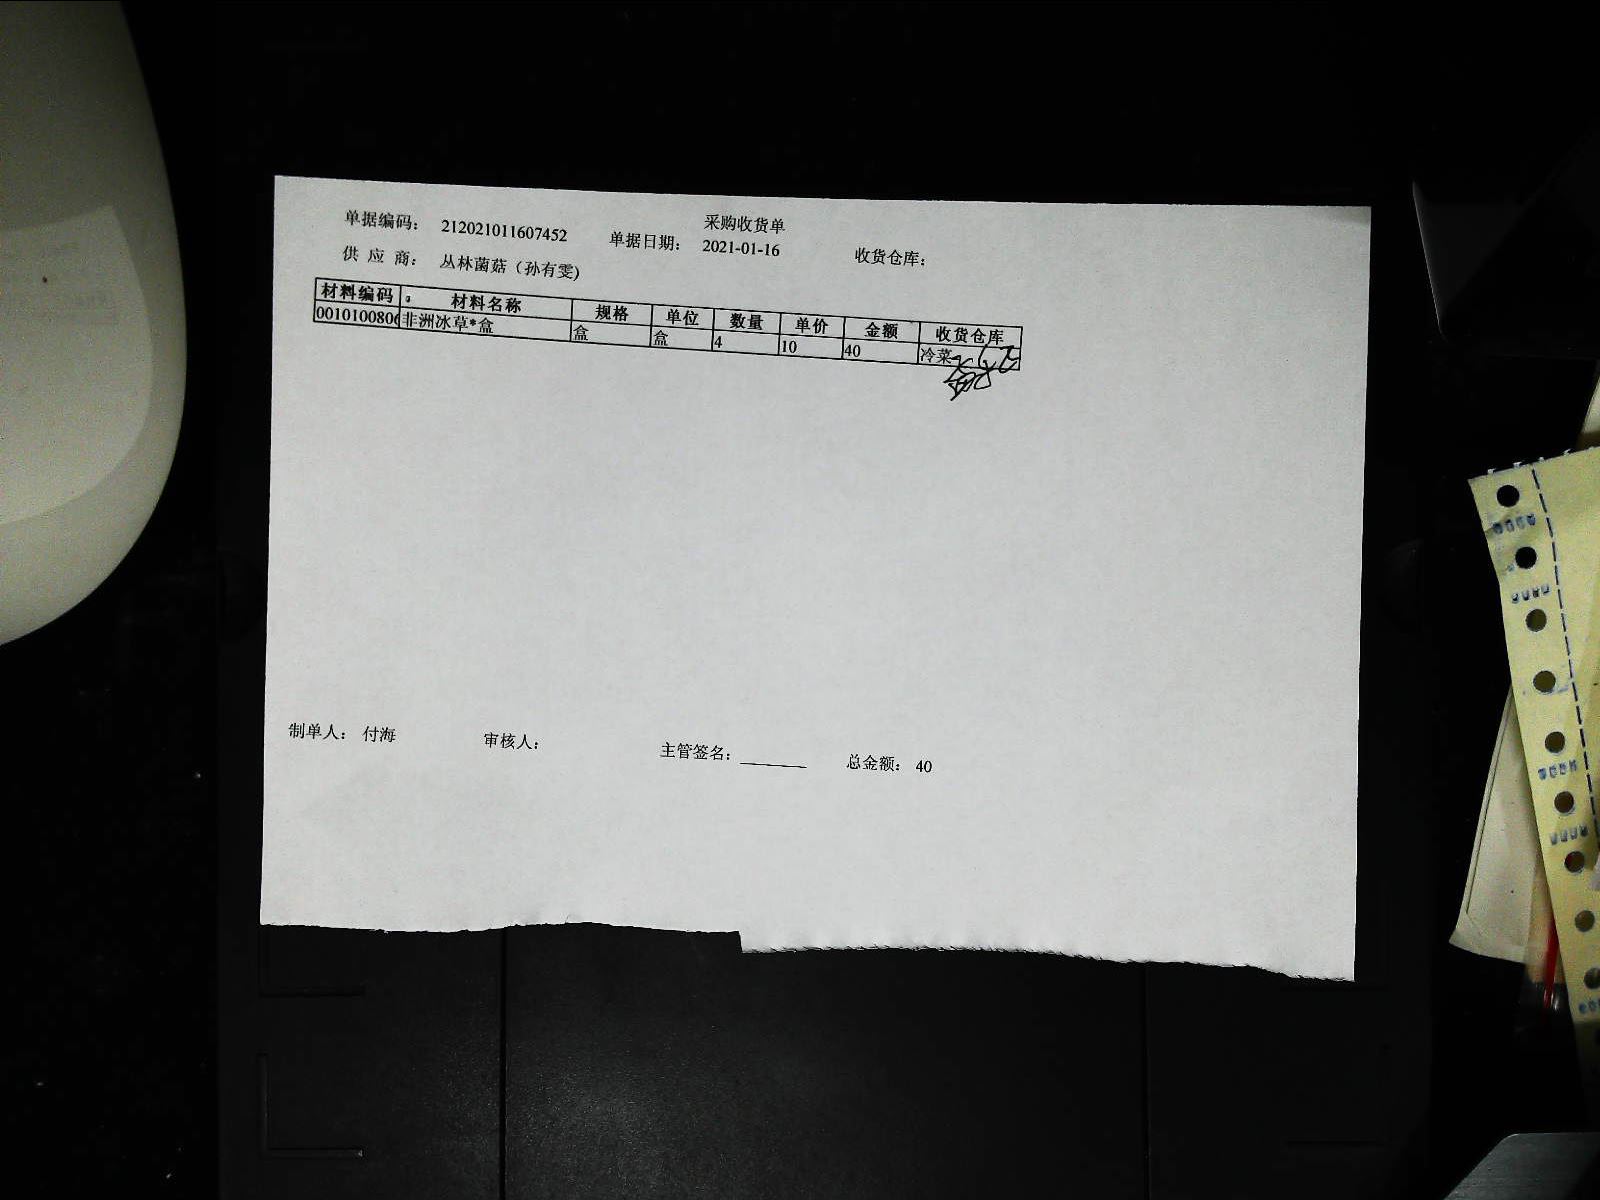 采购收货单
单据编码： 212021011607452 单据日期： 2021-01-16 收货仓库：
供 应 商： 丛林菌菇（孙有雯)
材料编码 材料名称 规格 单位 数量 单价 金额 收货仓库
0010100806 非洲冰草*盒 盒 盒 4 10 40 冷菜
制单人： 付海 审核人： 主管签名：______ 总金额： 40